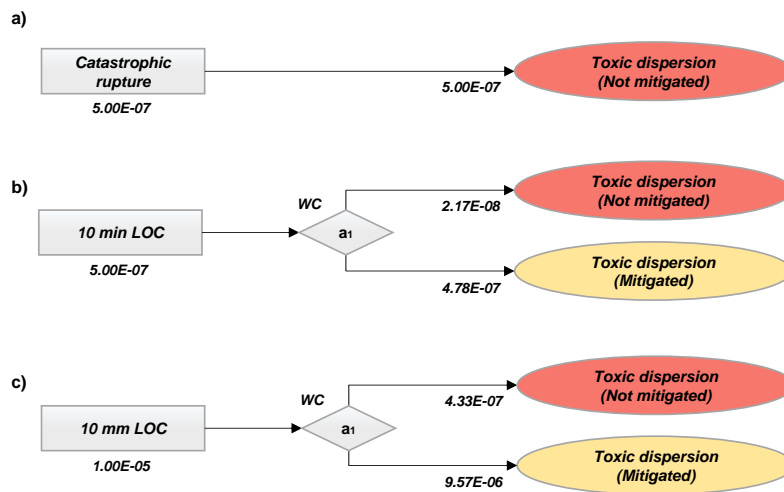 a)
Catastrophic
rupture
5.00E-07
5.00E-07
Toxic dispersion
(Not mitigated)
b)
10 min LOC
5.00E-07
WC
a1
2.17E-08
4.78E-07
Toxic dispersion
(Not mitigated)
Toxic dispersion
(Mitigated)
c)
10 mm LOC
1.00E-05
WC
a1
4.33E-07
9.57E-06
Toxic dispersion
(Not mitigated)
Toxic dispersion
(Mitigated)